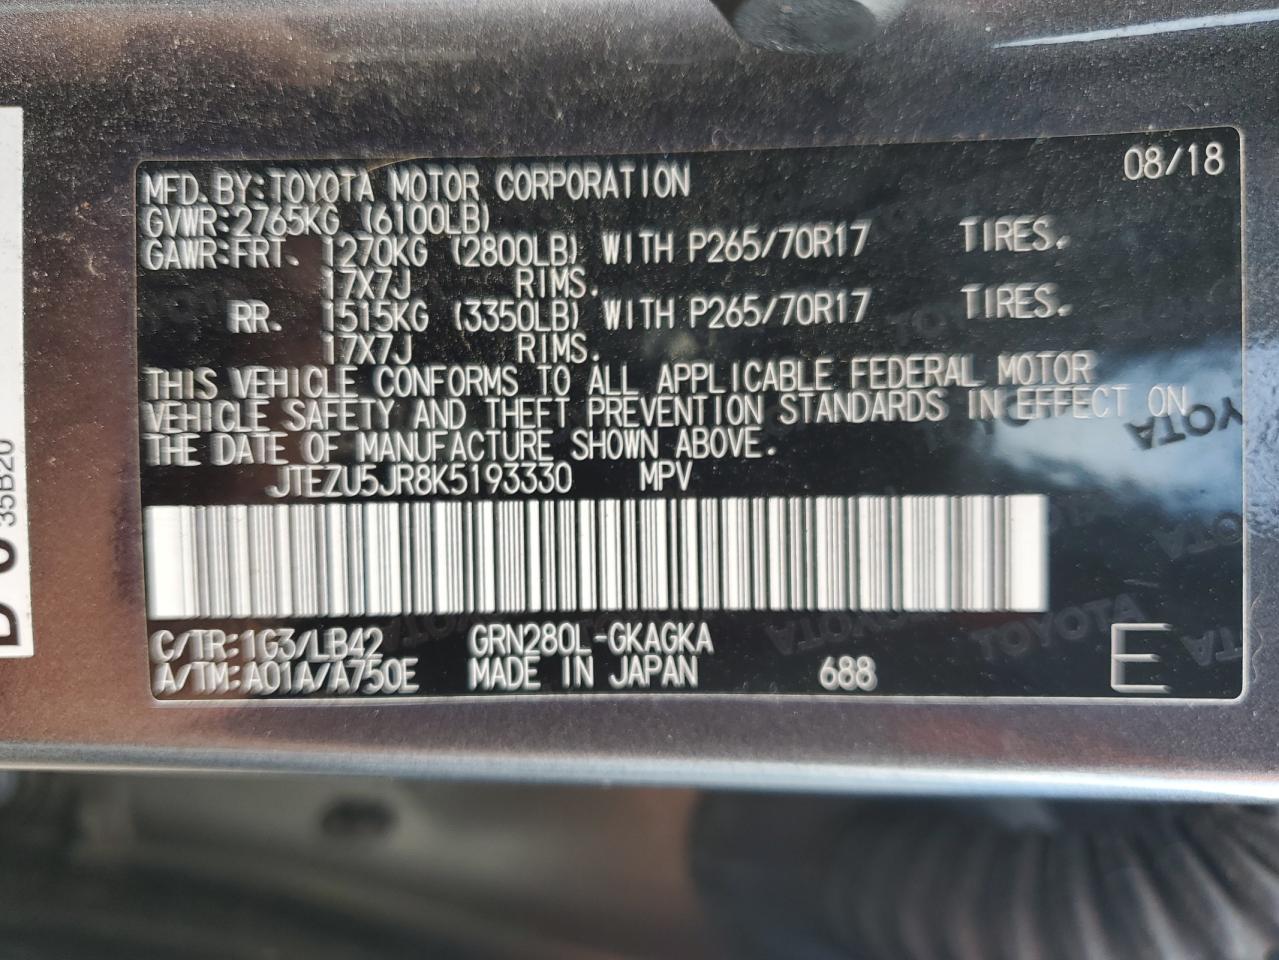 MFD. BY: TOYOTA MOTOR CORPORATION 08/18
GVWR: 2765KG (6100LB)
GAWR: FRT. 1270KG (2800LB) WITH P265/70R17 TIRES.
17X7J RIMS.
RR. 1515KG (3350LB) WITH P265/70R17 TIRES.
17X7J RIMS.
THIS VEHICLE CONFORMS TO ALL APPLICABLE FEDERAL MOTOR
VEHICLE SAFETY AND THEFT PREVENTION STANDARDS IN EFFECT ON
THE DATE OF MANUFACTURE SHOWN ABOVE.
JTEZU5JR8K5193330 MPV
C/TR: 1G3/LB42 GRN280L-GKAGKA
A/TM: A01A/A750E MADE IN JAPAN 688 E
TOYOTA
TOYOTA
35B20